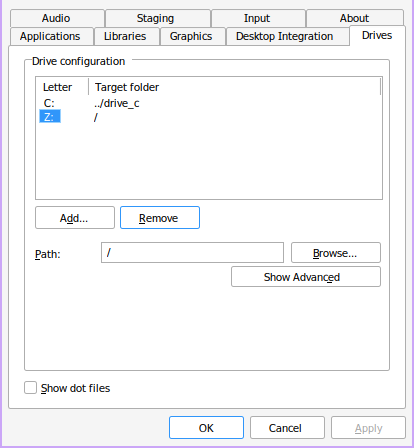 Audio Staging Input About
Applications Libraries Graphics Desktop Integration Drives
Drive configuration
Letter Target folder
C: ../drive_c
Z: /
Add... Remove
Path: / Browse...
Show Advanced
Show dot files
OK Cancel Apply